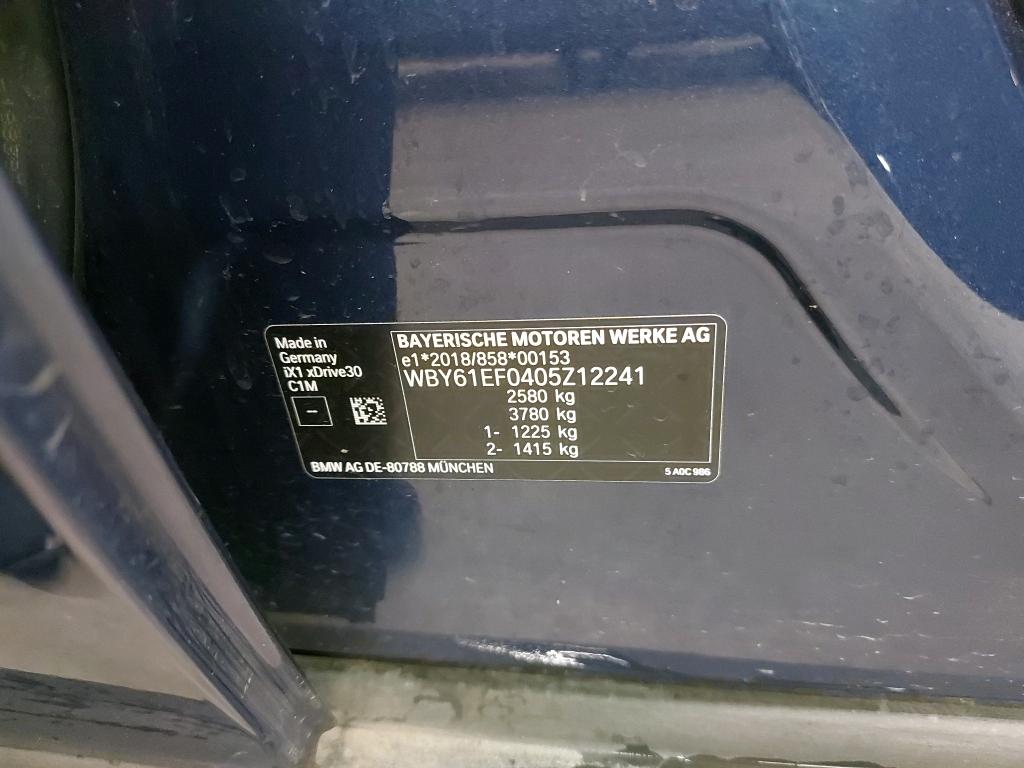 Made in
Germany
iX1 xDrive30
C1M
–
BAYERISCHE MOTOREN WERKE AG
e1*2018/858*00153
WBY61EF0405Z12241
2580 kg
3780 kg
1- 1225 kg
2- 1415 kg
BMW AG DE-80788 MÜNCHEN
5 A0C 986